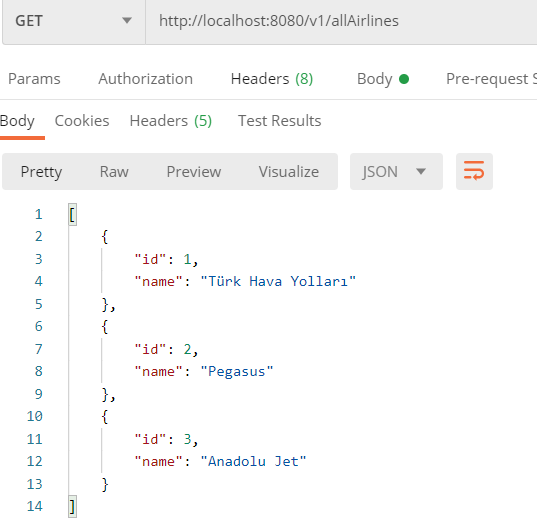 GET http://localhost:8080/v1/allAirlines
Params Authorization Headers (8) Body Pre-request S
Body Cookies Headers (5) Test Results
Pretty Raw Preview Visualize JSON
1 [
2 {
3 "id": 1,
4 "name": "Türk Hava Yolları"
5 },
6 {
7 "id": 2,
8 "name": "Pegasus"
9 },
10 {
11 "id": 3,
12 "name": "Anadolu Jet"
13 }
14 ]